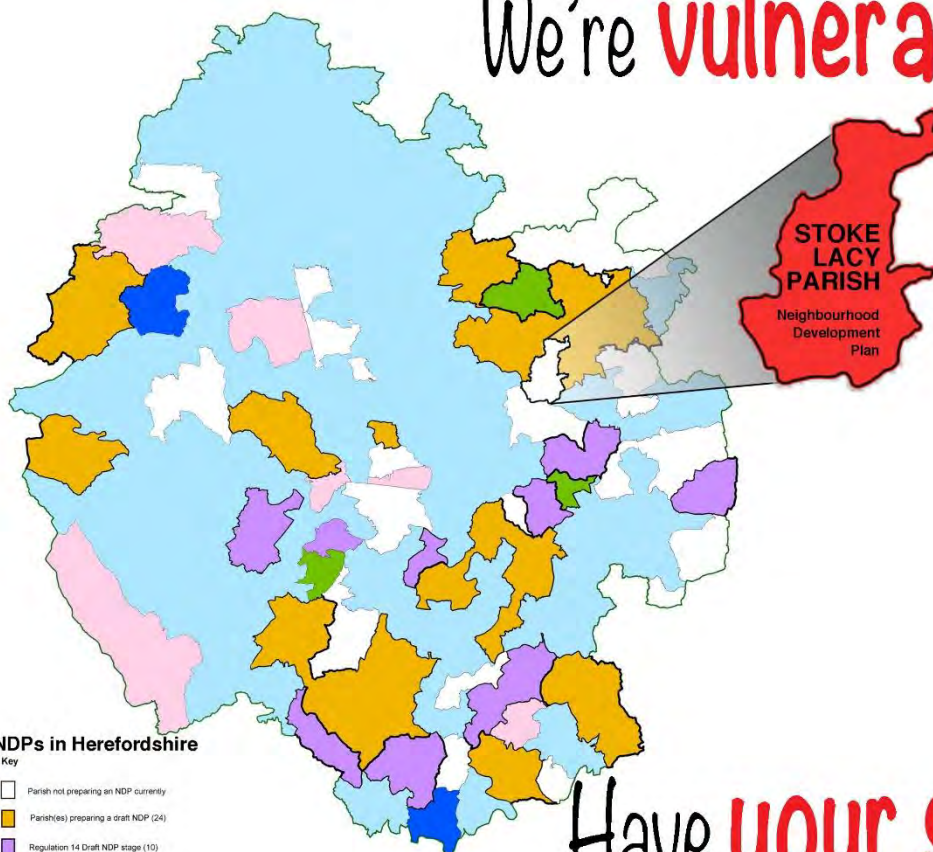 We're vulnera
STOKE
LACY
PARISH
Neighbourhood
Development
Plan
NDPs in Herefordshire
Key
Parish not preparing an NDP currently
Parish(es) preparing a draft NDP (24)
Regulation 14 Draft NDP stage (10)
Have your s